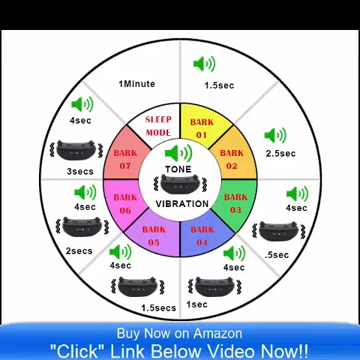 1Minute
1.5sec
4sec
SLEEP
MODE
BARK
01
BARK
07
3secs
BARK
02
2.5sec
TONE
VIBRATION
4sec
BARK
06
BARK
03
4sec
2secs
BARK
05
BARK
04
.5sec
4sec
4sec
1.5secs
1sec
Buy Now on Amazon
"Click" Link Below Video Now!!